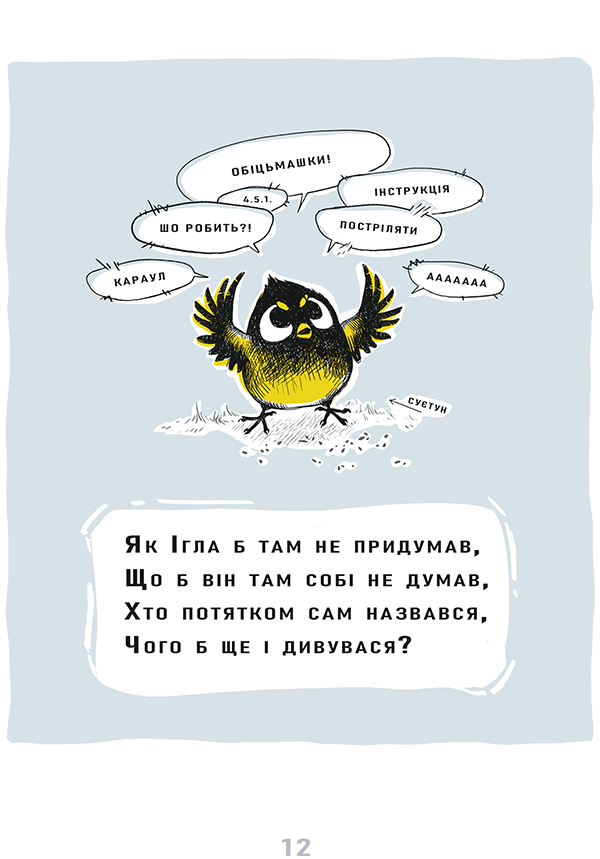 ОБІЦЬМАШКИ!
4.5.1.
ІНСТРУКЦІЯ
ШО РОБИТЬ?!
ПОСТРІЛЯТИ
КАРАУЛ
ААААААА
СУЄТУН
Як Ігла б там не придумав,
Що б він там собі не думав,
Хто потятком сам назвався,
Чого б ще і дивувася?
12